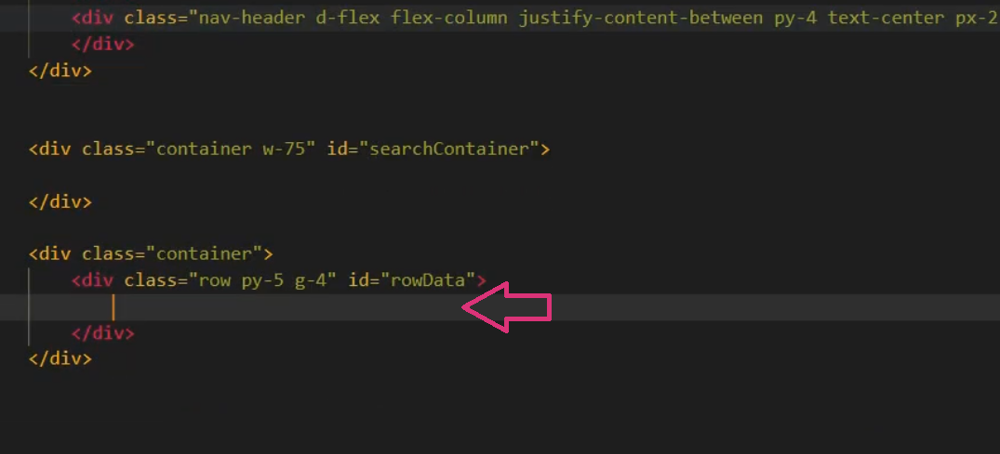 <div class="nav-header d-flex flex-column justify-content-between py-4 text-center px-2
</div>
</div>
<div class="container w-75" id="searchContainer">
</div>
<div class="container">
<div class="row py-5 g-4" id="rowData">
</div>
</div>